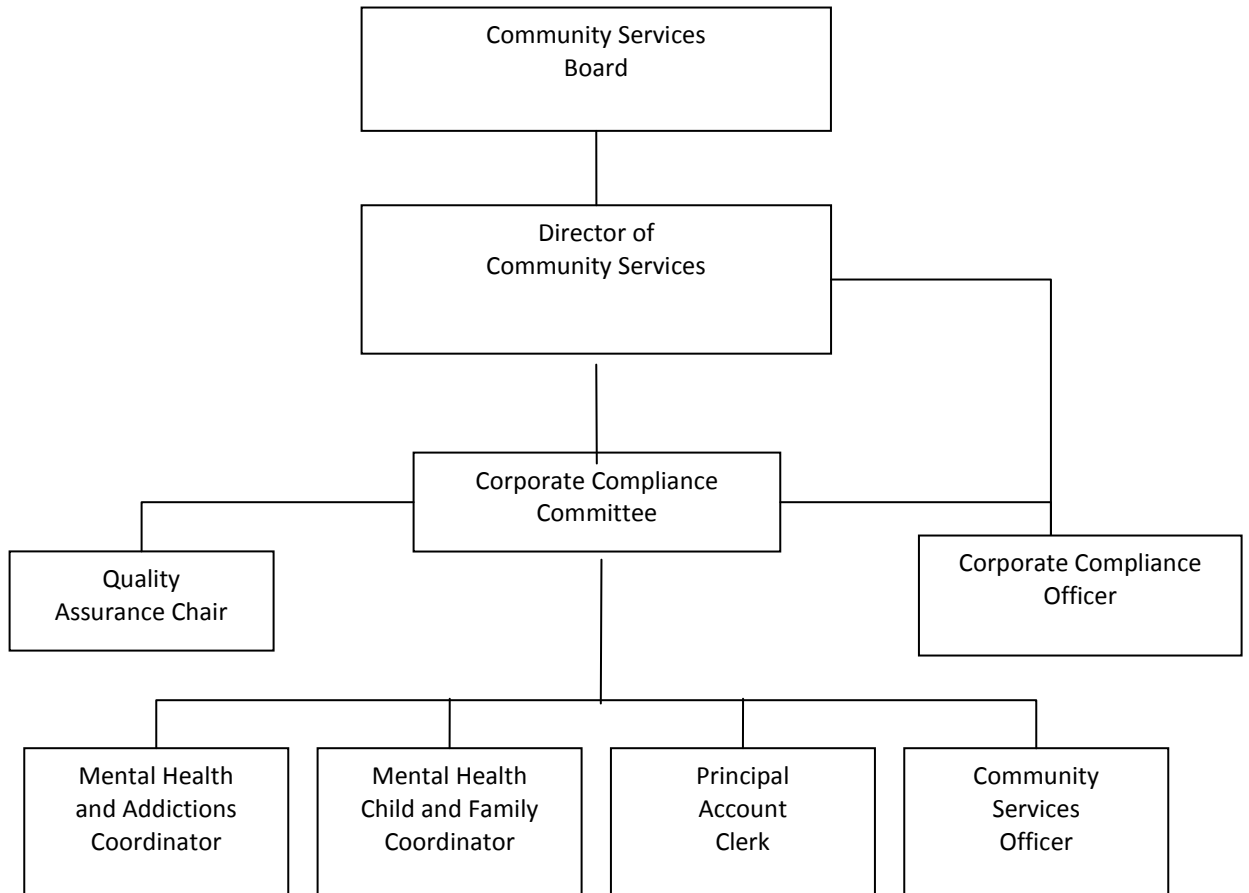 Community Services
Board
Director of
Community Services
Corporate Compliance
Committee
Quality
Assurance Chair
Corporate Compliance
Officer
Mental Health
and Addictions
Coordinator
Mental Health
Child and Family
Coordinator
Principal
Account
Clerk
Community
Services
Officer